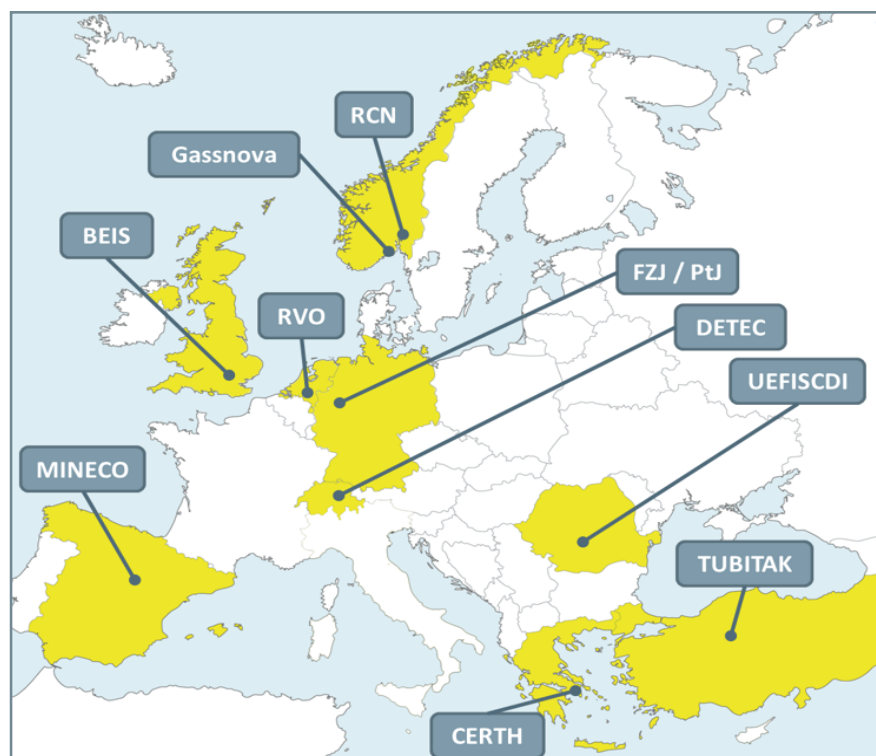 RCN
Gassnova
BEIS
FZJ / PtJ
RVO
DETEC
UEFISCDI
MINECO
TUBITAK
CERTH